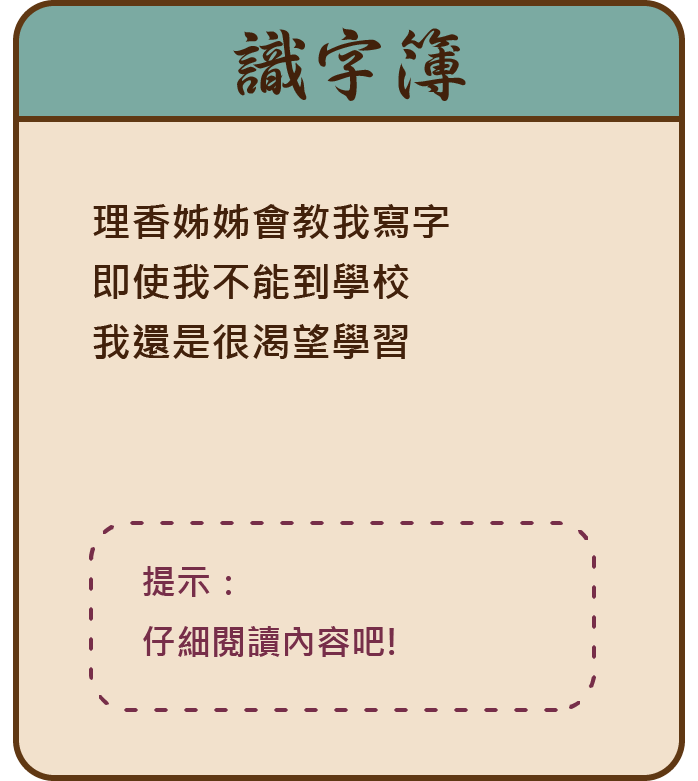 識字簿
理香姊姊會教我寫字
即使我不能到學校
我還是很渴望學習
提示：
仔細閱讀內容吧!